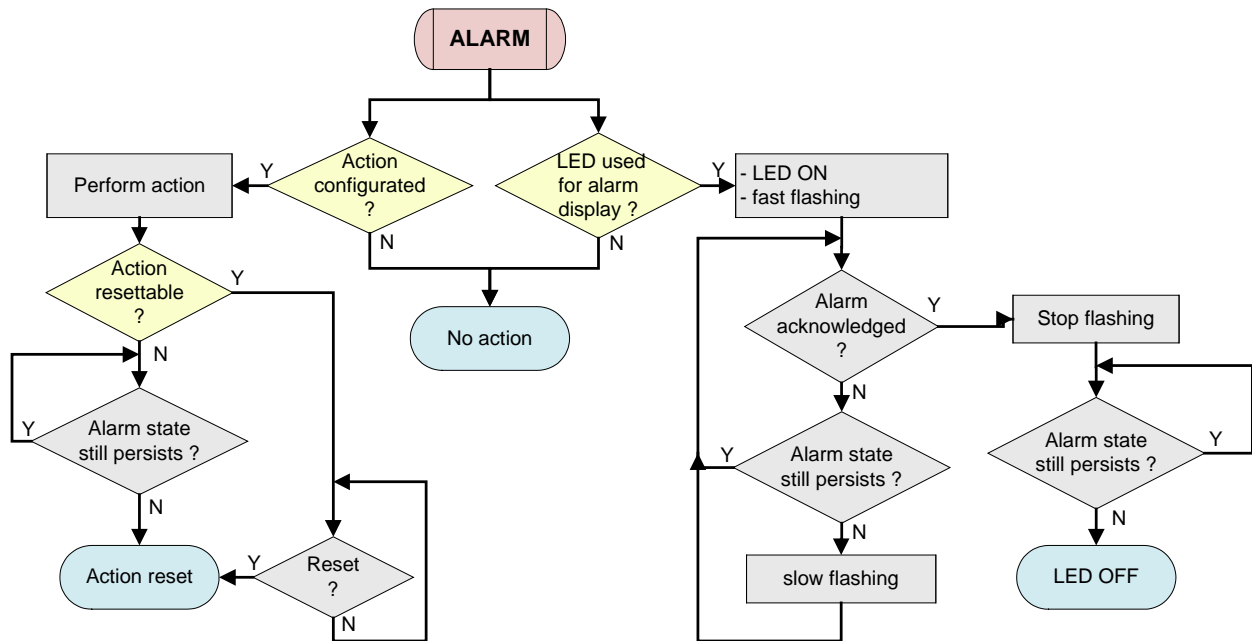 ALARM
Y
Action
configurated
?
N
LED used
for alarm
display ?
Y
N
Perform action
- LED ON
- fast flashing
Action
resettable
?
Y
N
No action
Alarm
acknowledged
?
Y
N
Stop flashing
Alarm state
still persists ?
Y
N
Alarm state
still persists ?
Y
N
Alarm state
still persists ?
Y
N
Action reset
Y
Reset
?
N
slow flashing
LED OFF